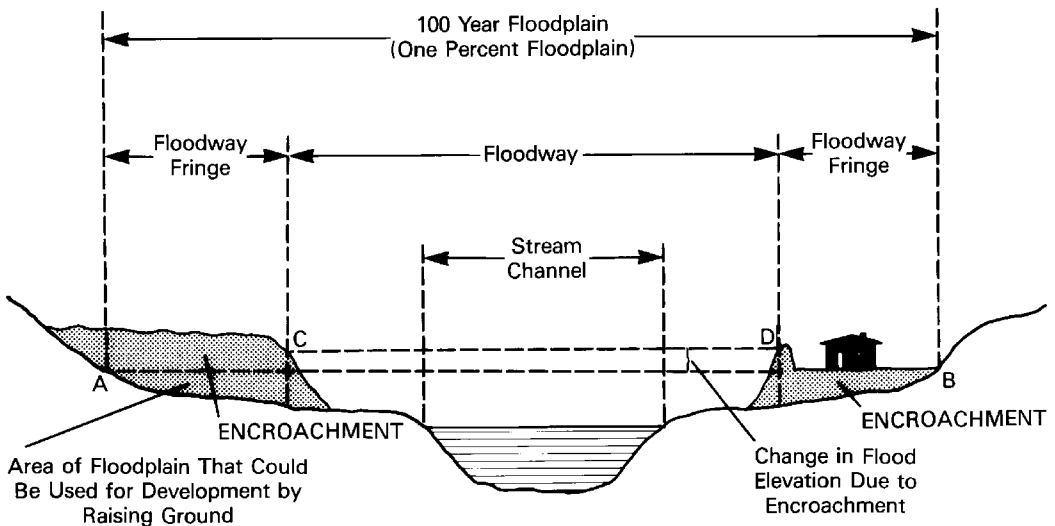 100 Year Floodplain
(One Percent Floodplain)
Floodway
Fringe
Floodway
Floodway
Fringe
Stream
Channel
C
D
A
B
ENCROACHMENT
ENCROACHMENT
Area of Floodplain That Could
Be Used for Development by
Raising Ground
Change in Flood
Elevation Due to
Encroachment